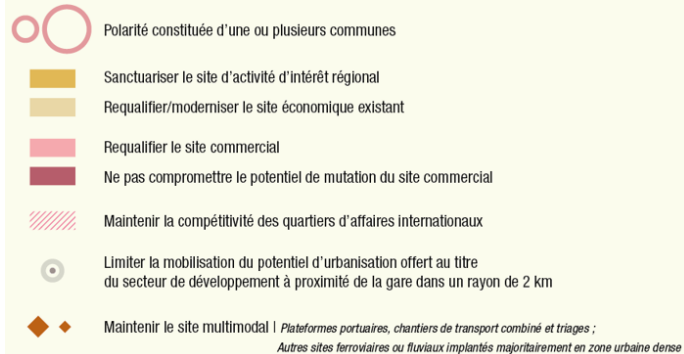 Polarité constituée d'une ou plusieurs communes
Sanctuariser le site d'activité d'intérêt régional
Requalifier/moderniser le site économique existant
Requalifier le site commercial
Ne pas compromettre le potentiel de mutation du site commercial
Maintenir la compétitivité des quartiers d'affaires internationaux
Limiter la mobilisation du potentiel d'urbanisation offert au titre
du secteur de développement à proximité de la gare dans un rayon de 2 km
Maintenir le site multimodal | Plateformes portuaires, chantiers de transport combiné et triages ;
Autres sites ferroviaires ou fluviaux implantés majoritairement en zone urbaine dense